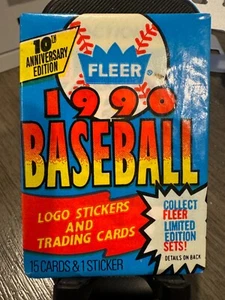 10TH
ANNIVERSARY
EDITION
FLEER®
1990
BASEBALL
LOGO STICKERS
AND
TRADING CARDS
COLLECT
FLEER
LIMITED
EDITION
SETS!
DETAILS ON BACK
15 CARDS & 1 STICKER